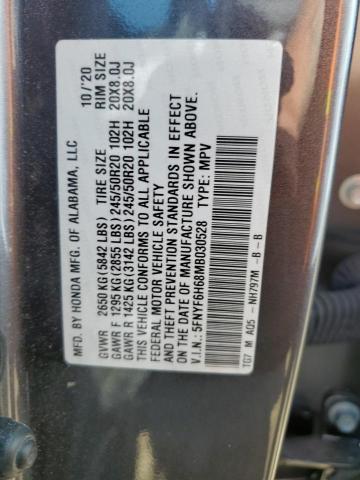 MFD. BY HONDA MFG. OF ALABAMA, LLC 10/'20
GVWR 2650 KG(5842 LBS) TIRE SIZE RIM SIZE
GAWR F 1295 KG(2855 LBS) 245/50R20 102H 20X8.0J
GAWR R 1425 KG(3142 LBS) 245/50R20 102H 20X8.0J
THIS VEHICLE CONFORMS TO ALL APPLICABLE
FEDERAL MOTOR VEHICLE SAFETY
AND THEFT PREVENTION STANDARDS IN EFFECT
ON THE DATE OF MANUFACTURE SHOWN ABOVE.
V.I.N.: 5FNYF6H68MB030528 TYPE: MPV
TG7 M A05 - NH797M - B - B